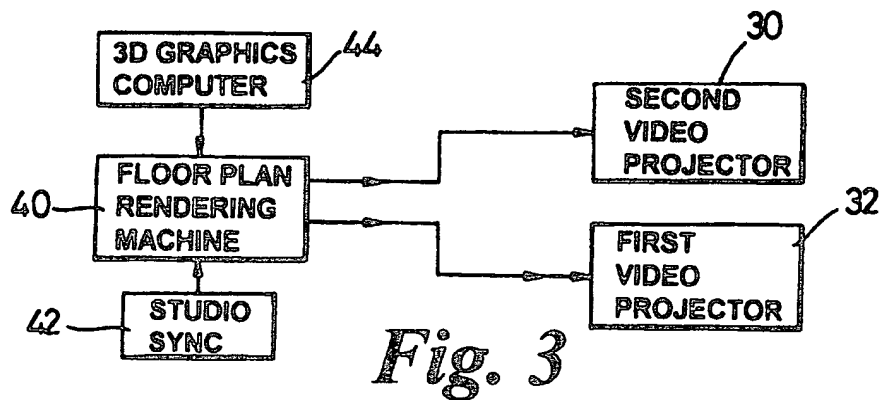 3D GRAPHICS
COMPUTER
44
FLOOR PLAN
RENDERING
MACHINE
40
STUDIO
SYNC
42
30
SECOND
VIDEO
PROJECTOR
32
FIRST
VIDEO
PROJECTOR
Fig. 3